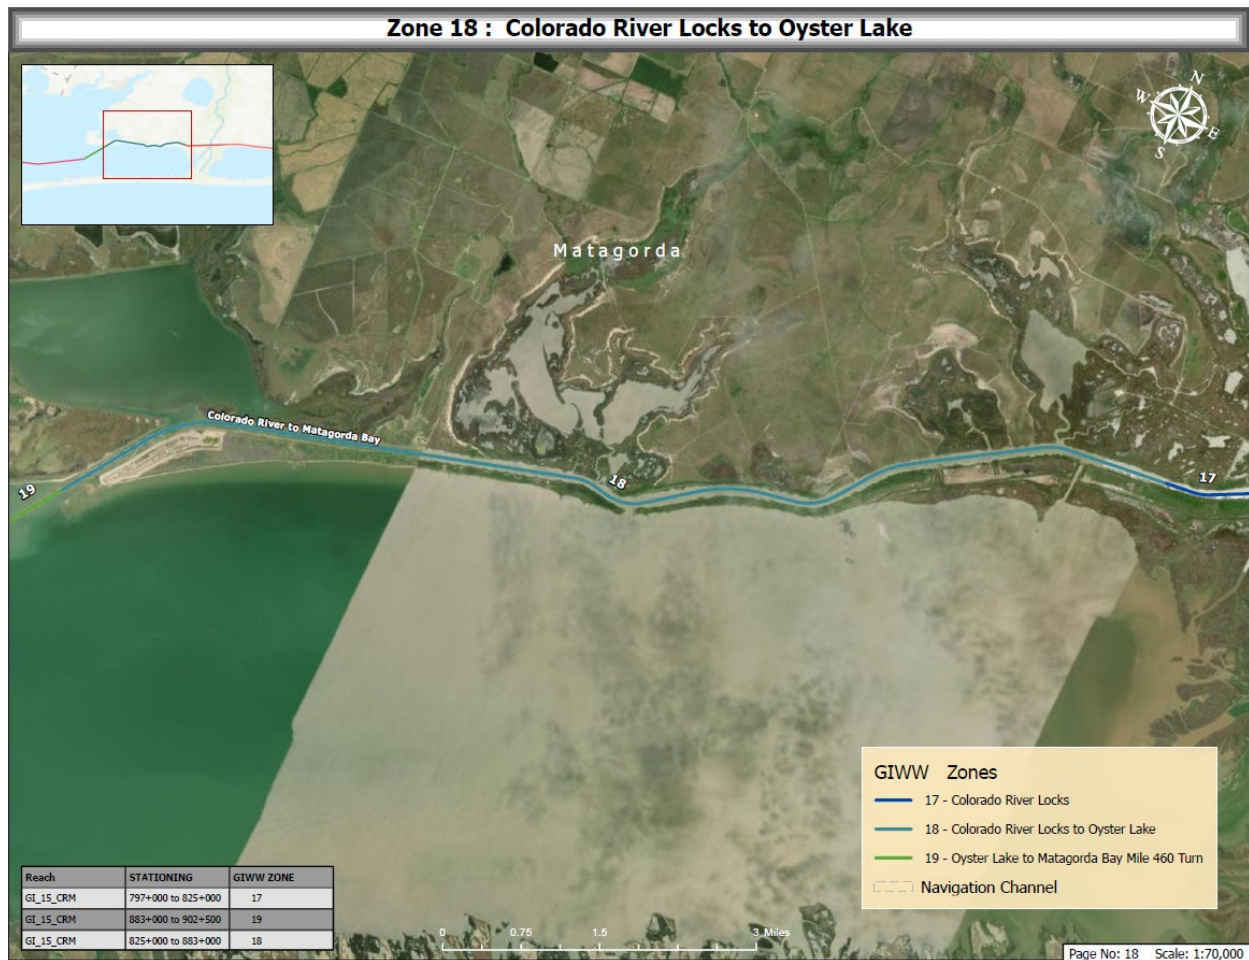 Zone 18 : Colorado River Locks to Oyster Lake
N
W
E
S
Matagorda
Colorado River to Matagorda Bay
19
18
17
GIWW Zones
17 - Colorado River Locks
18 - Colorado River Locks to Oyster Lake
19 - Oyster Lake to Matagorda Bay Mile 460 Turn
Navigation Channel
Reach STATIONING GIWW ZONE
GI_15_CRM 797+000 to 825+000 17
GI_15_CRM 883+000 to 902+500 19
GI_15_CRM 825+000 to 883+000 18
0 0.75 1.5 3 Miles
Page No: 18 Scale: 1:70,000